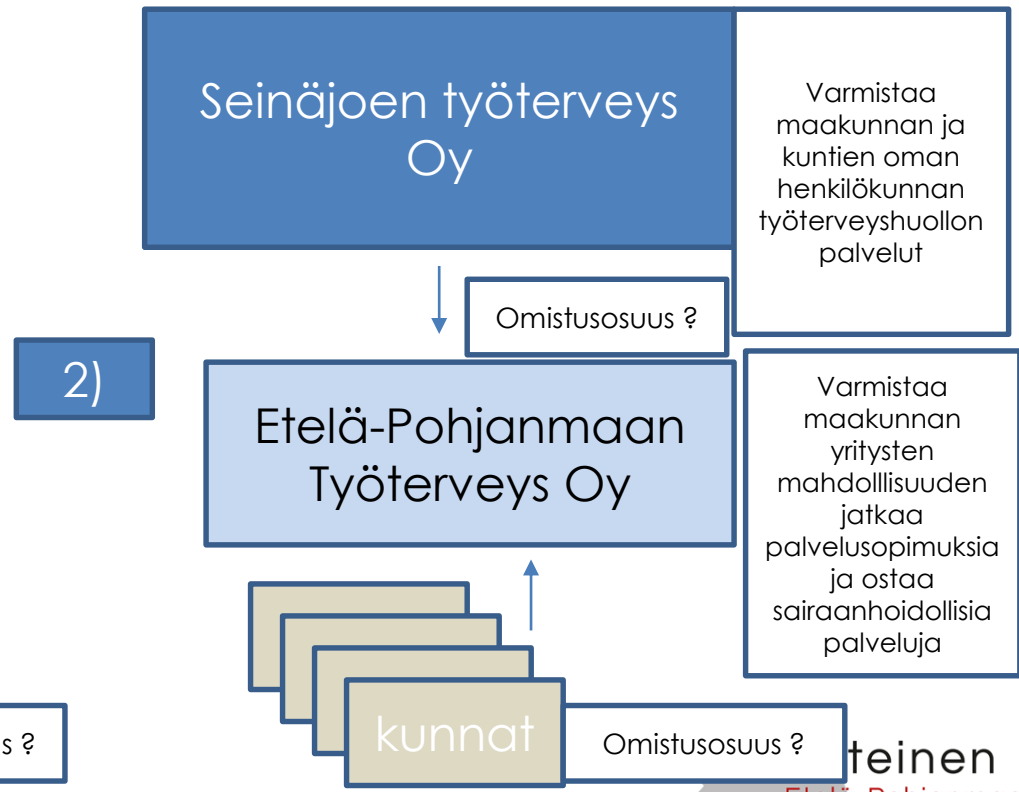 Seinäjoen työterveys
Oy
Varmistaa
maakunnan ja
kuntien oman
henkilökunnan
työterveyshuollon
palvelut
Omistusosuus ?
2)
Etelä-Pohjanmaan
Työterveys Oy
Varmistaa
maakunnan
yritysten
mahdolllisuuden
jatkaa
palvelusopimuksia
ja ostaa
sairaanhoidollisia
palveluja
kunnat
Omistusosuus ?
s ?
teinen